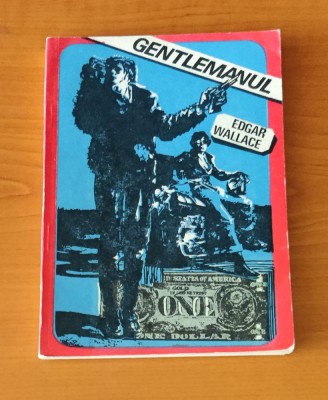 GENTLEMANUL
EDGAR
WALLACE
STATES OF AMERICA
ONE
ONE DOLLAR